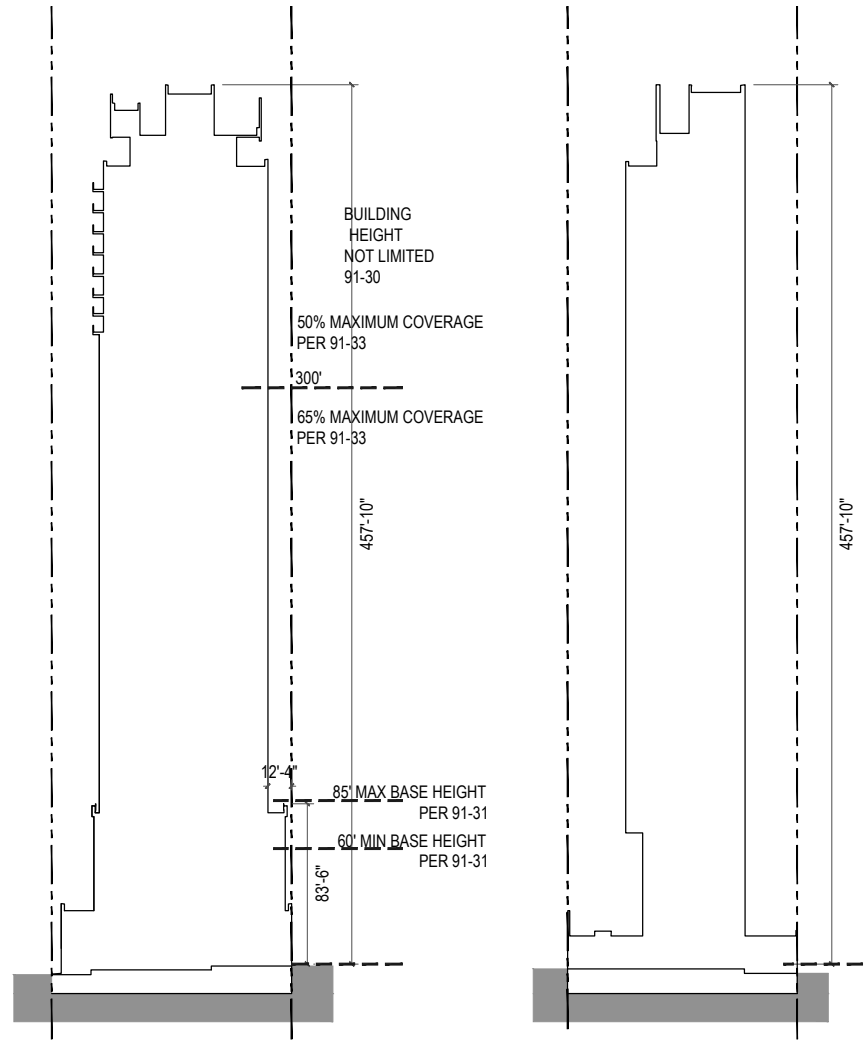 BUILDING
HEIGHT
NOT LIMITED
91-30
50% MAXIMUM COVERAGE
PER 91-33
300'
65% MAXIMUM COVERAGE
PER 91-33
457'-10"
457'-10"
12'-4"
85' MAX BASE HEIGHT
PER 91-31
60' MIN BASE HEIGHT
PER 91-31
83'-6"